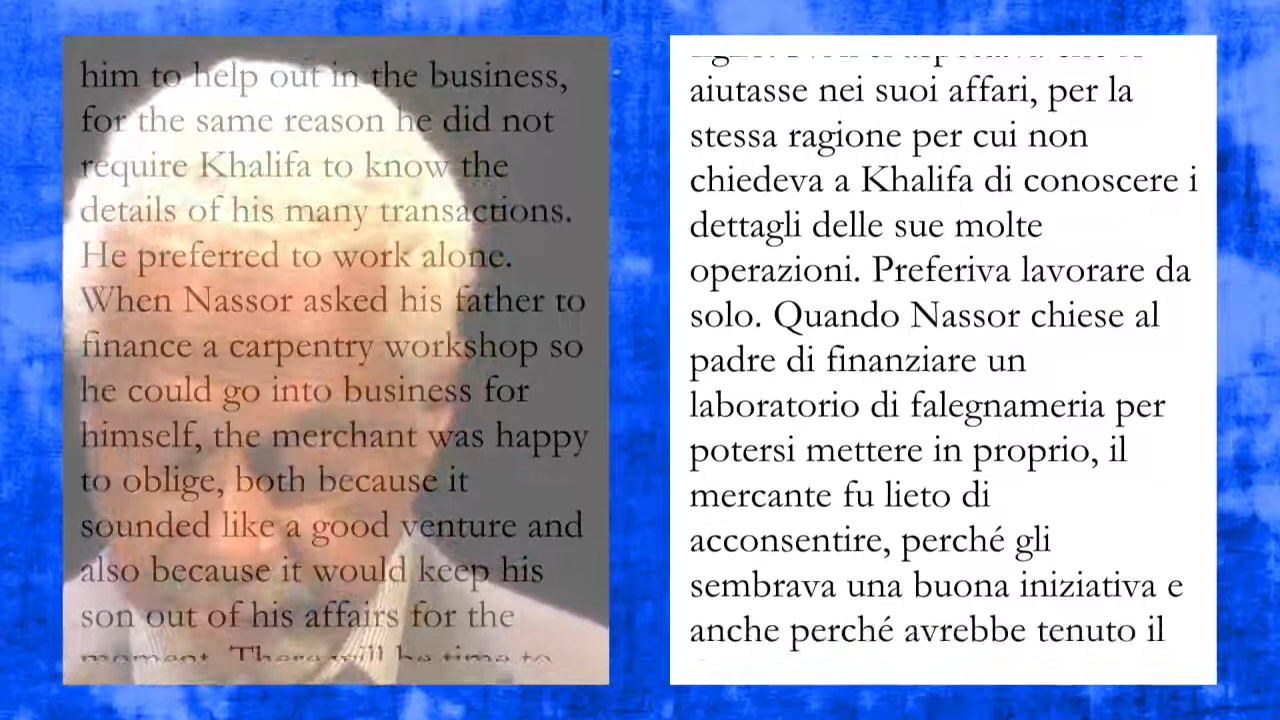 him to help out in the business,
for the same reason he did not
require Khalifa to know the
details of his many transactions.
He preferred to work alone.
When Nassor asked his father to
finance a carpentry workshop so
he could go into business for
himself, the merchant was happy
to oblige, both because it
sounded like a good venture and
also because it would keep his
son out of his affairs for the
moment. There will be time to
aiutasse nei suoi affari, per la
stessa ragione per cui non
chiedeva a Khalifa di conoscere i
dettagli delle sue molte
operazioni. Preferiva lavorare da
solo. Quando Nassor chiese al
padre di finanziare un
laboratorio di falegnameria per
potersi mettere in proprio, il
mercante fu lieto di
acconsentire, perché gli
sembrava una buona iniziativa e
anche perché avrebbe tenuto il